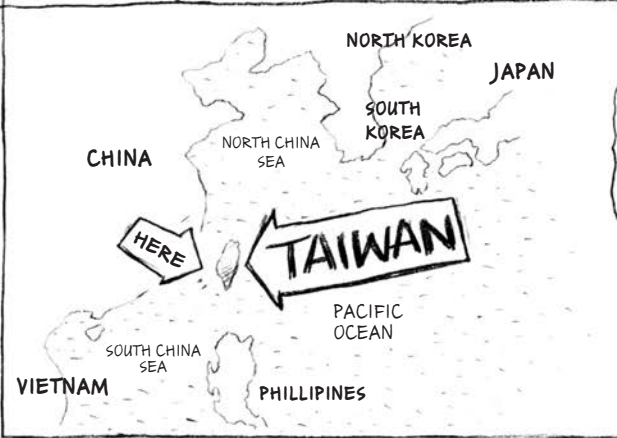 NORTH KOREA
JAPAN
SOUTH
KOREA
NORTH CHINA
SEA
CHINA
HERE
TAIWAN
PACIFIC
OCEAN
SOUTH CHINA
SEA
VIETNAM
PHILLIPINES